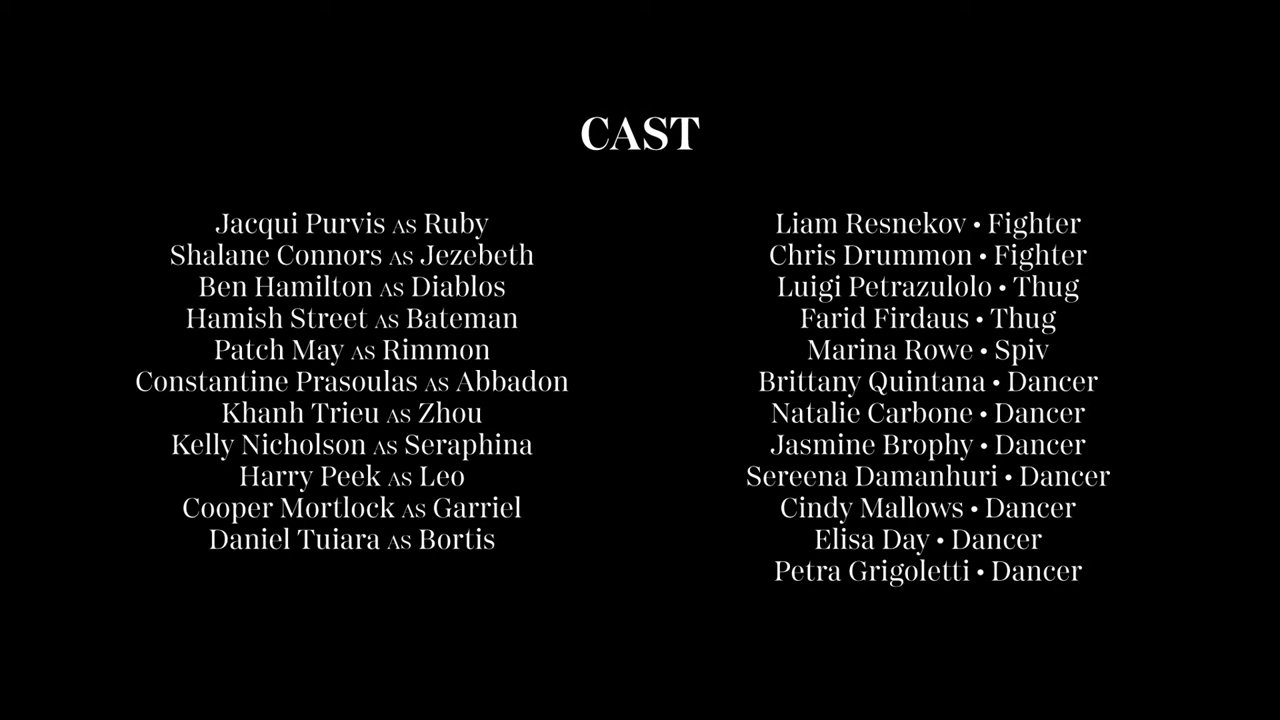 CAST
Jacqui Purvis AS Ruby
Shalane Connors AS Jezebeth
Ben Hamilton AS Diablos
Hamish Street AS Bateman
Patch May AS Rimmon
Constantine Prasoulas AS Abbadon
Khanh Trieu AS Zhou
Kelly Nicholson AS Seraphina
Harry Peek AS Leo
Cooper Mortlock AS Garriel
Daniel Tuiara AS Bortis
Liam Resnekov • Fighter
Chris Drummon • Fighter
Luigi Petrazulolo • Thug
Farid Firdaus • Thug
Marina Rowe • Spiv
Brittany Quintana • Dancer
Natalie Carbone • Dancer
Jasmine Brophy • Dancer
Sereena Damanhuri • Dancer
Cindy Mallows • Dancer
Elisa Day • Dancer
Petra Grigoletti • Dancer